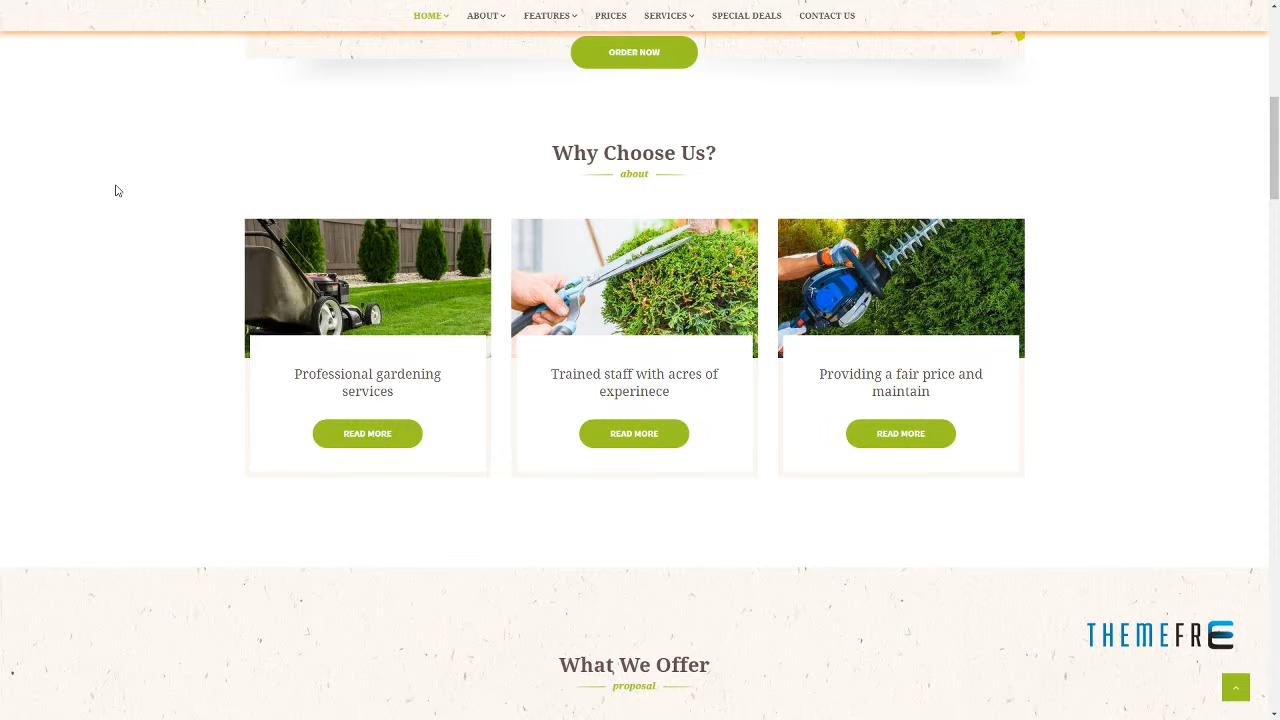 HOME ABOUT FEATURES PRICES SERVICES SPECIAL DEALS CONTACT US
ORDER NOW
Why Choose Us?
about
Professional gardening
services
READ MORE
Trained staff with acres of
experinece
READ MORE
Providing a fair price and
maintain
READ MORE
THEMEFRE
What We Offer
proposal